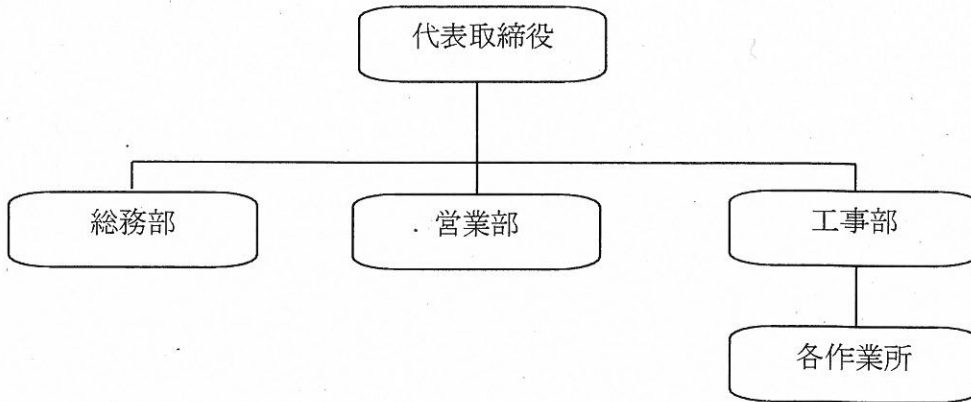 代表取締役
総務部
営業部
工事部
各作業所